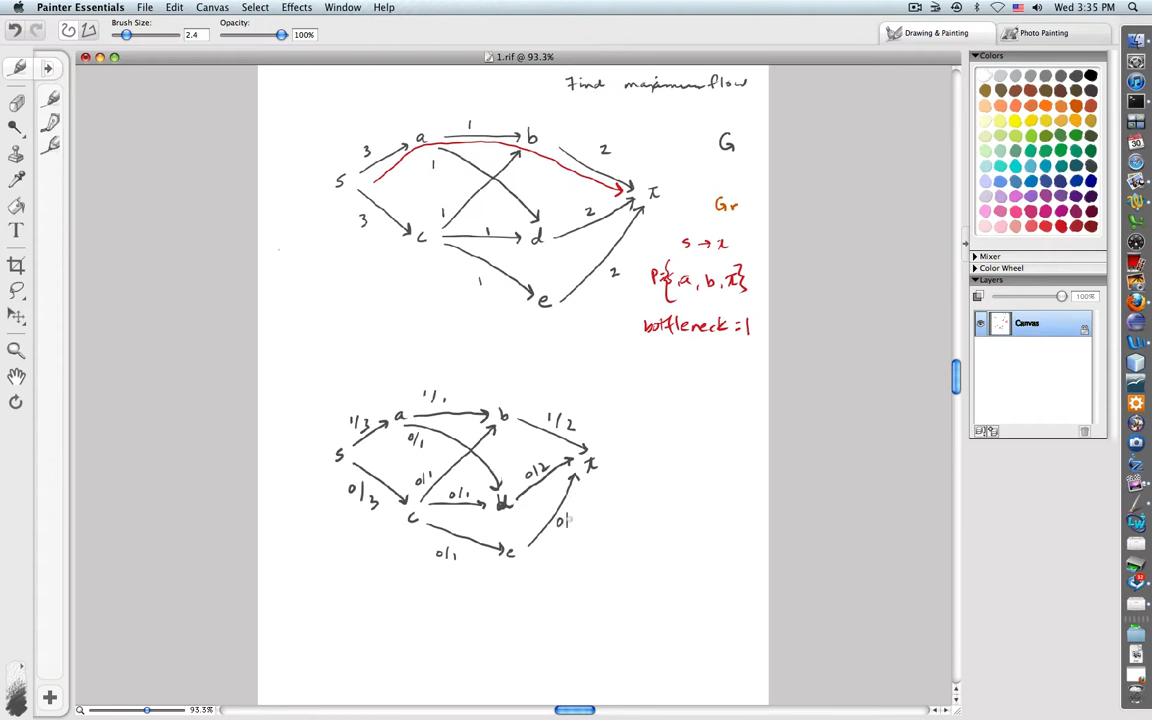 Painter Essentials File Edit Canvas Select Effects Window Help
Wed 3:35 PM
Brush Size: Opacity:
2.4 100%
Drawing & Painting Photo Painting
1.rif @ 93.3%
Colors
Mixer
Color Wheel
Layers
100%
Canvas
Find maximum flow
1
a b
3 2
1 G
s t
Gr
3 1 2
c 1 d
s → t
1 2
P={s,a,b,t}
e
bottleneck = 1
1/1
a b
1/3 1/2
0/1
s t
0/1 0/2
0/3 0/1
c d
0/
0/1 e
93.3%